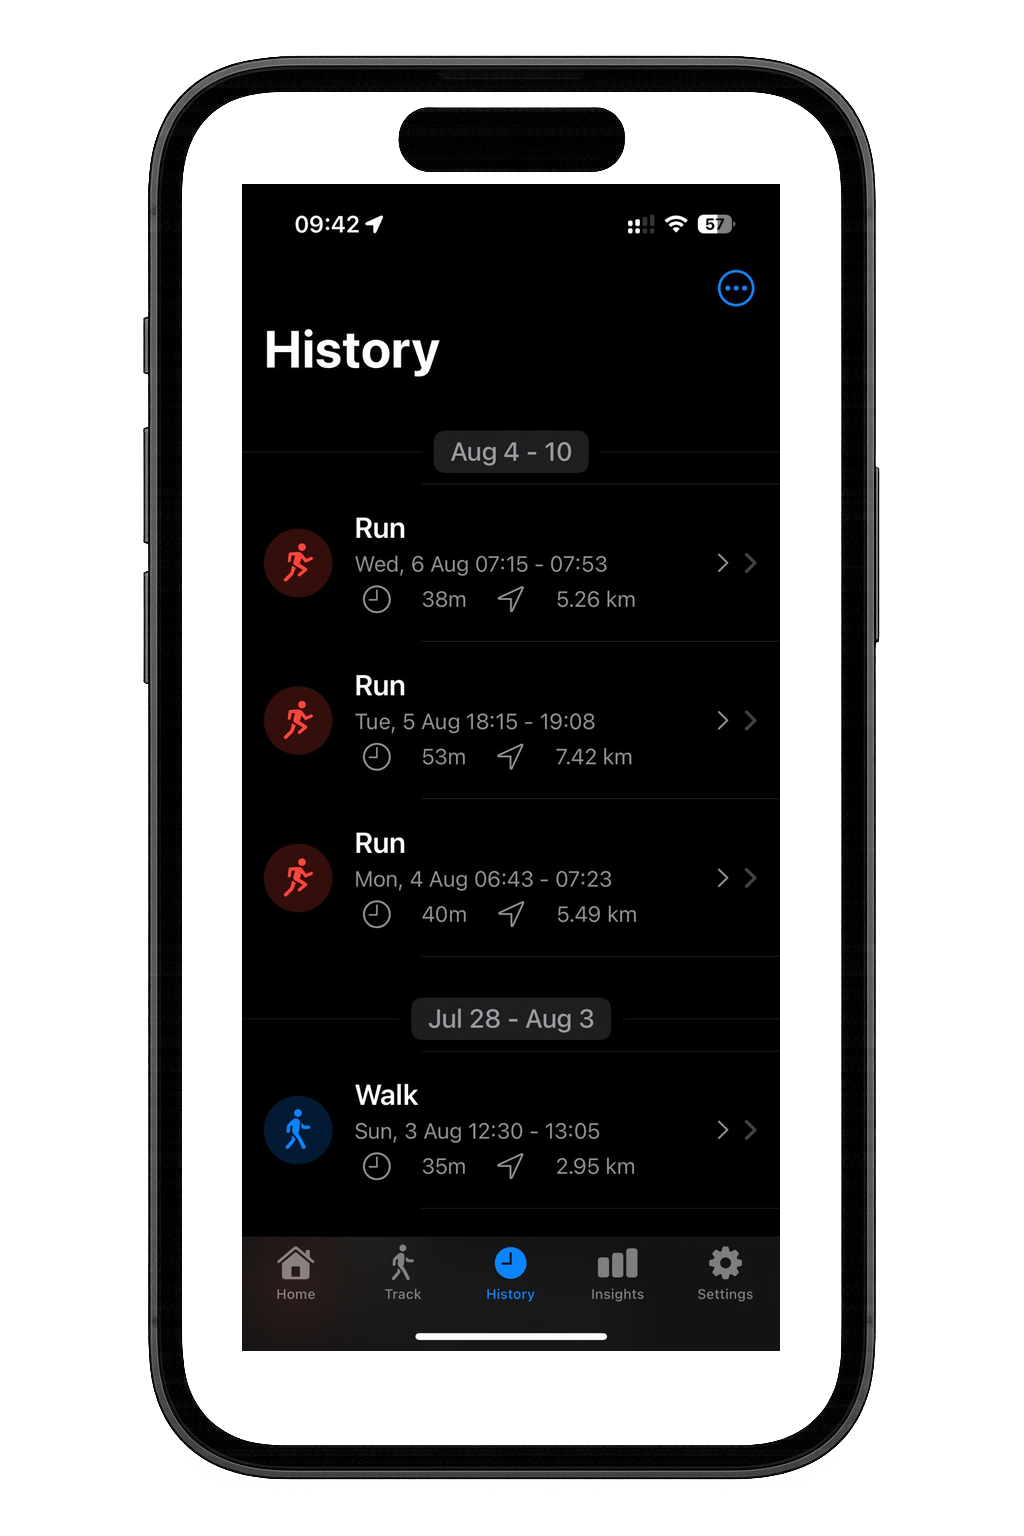 09:42
57
History
Aug 4 - 10
Run
Wed, 6 Aug 07:15 - 07:53
38m 5.26 km
Run
Tue, 5 Aug 18:15 - 19:08
53m 7.42 km
Run
Mon, 4 Aug 06:43 - 07:23
40m 5.49 km
Jul 28 - Aug 3
Walk
Sun, 3 Aug 12:30 - 13:05
35m 2.95 km
Home Track History Insights Settings